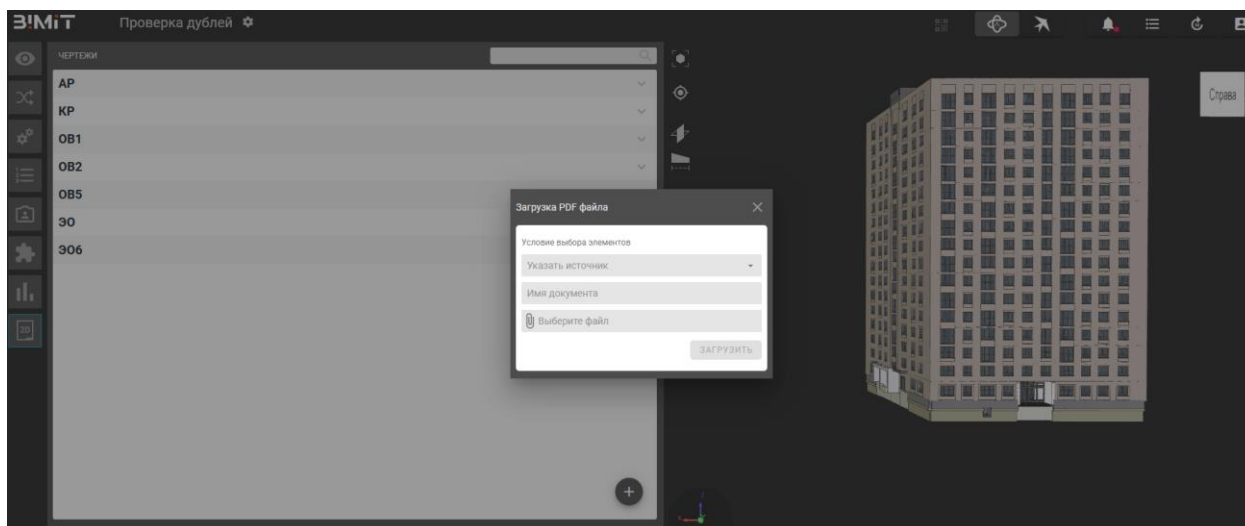 BIMiT
Проверка дублей
ЧЕРТЕЖИ
АР
КР
ОВ1
ОВ2
ОВ5
ЭО
ЭО6
2D
Загрузка PDF файла
Условие выбора элементов
Указать источник
Имя документа
Выберите файл
ЗАГРУЗИТЬ
Справа